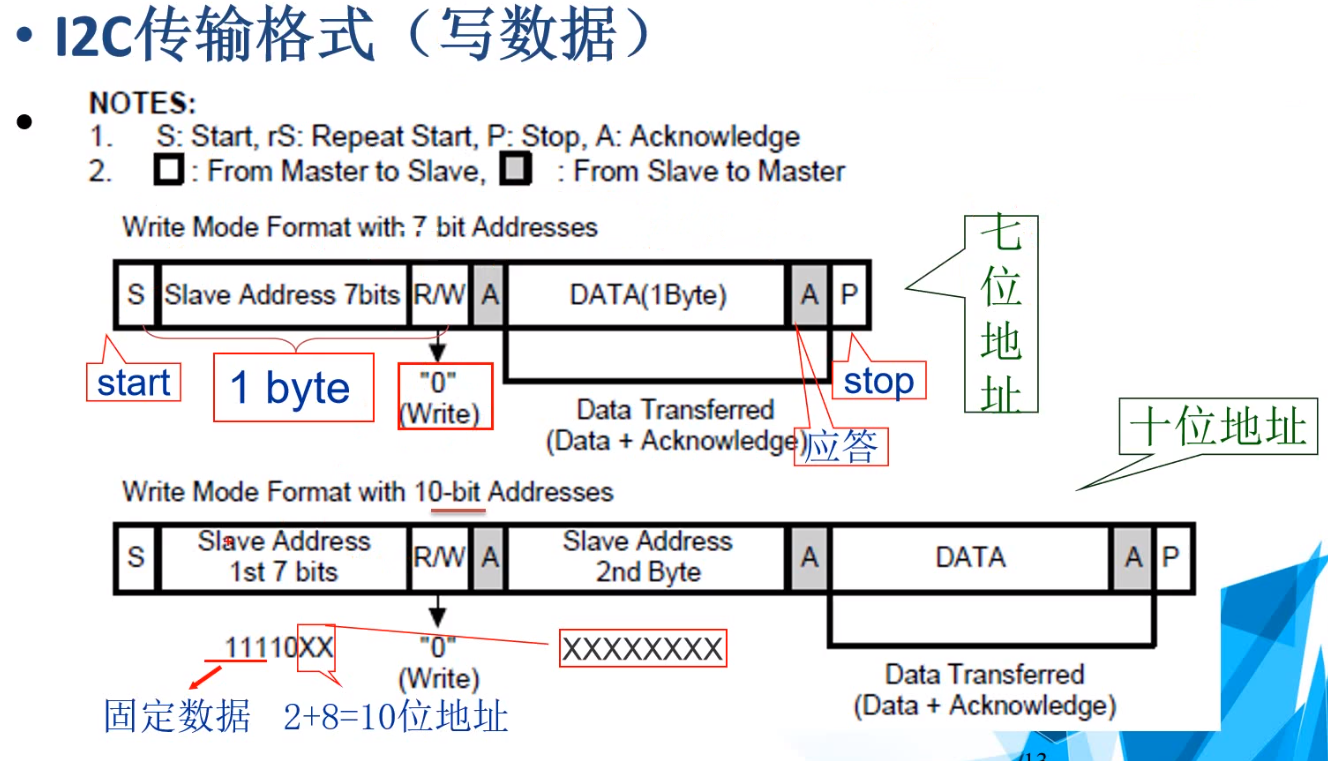 • I2C传输格式（写数据）
•
NOTES:
1. S: Start, rS: Repeat Start, P: Stop, A: Acknowledge
2. : From Master to Slave, : From Slave to Master
Write Mode Format with 7 bit Addresses
S Slave Address 7bits R/W A DATA(1Byte) A P
七位地址
start
1 byte
"0"
(Write)
stop
Data Transferred
(Data + Acknowledge)
应答
十位地址
Write Mode Format with 10-bit Addresses
S Slave Address 1st 7 bits R/W A Slave Address 2nd Byte A DATA A P
11110XX
"0"
(Write)
XXXXXXXX
固定数据 2+8=10位地址
Data Transferred
(Data + Acknowledge)